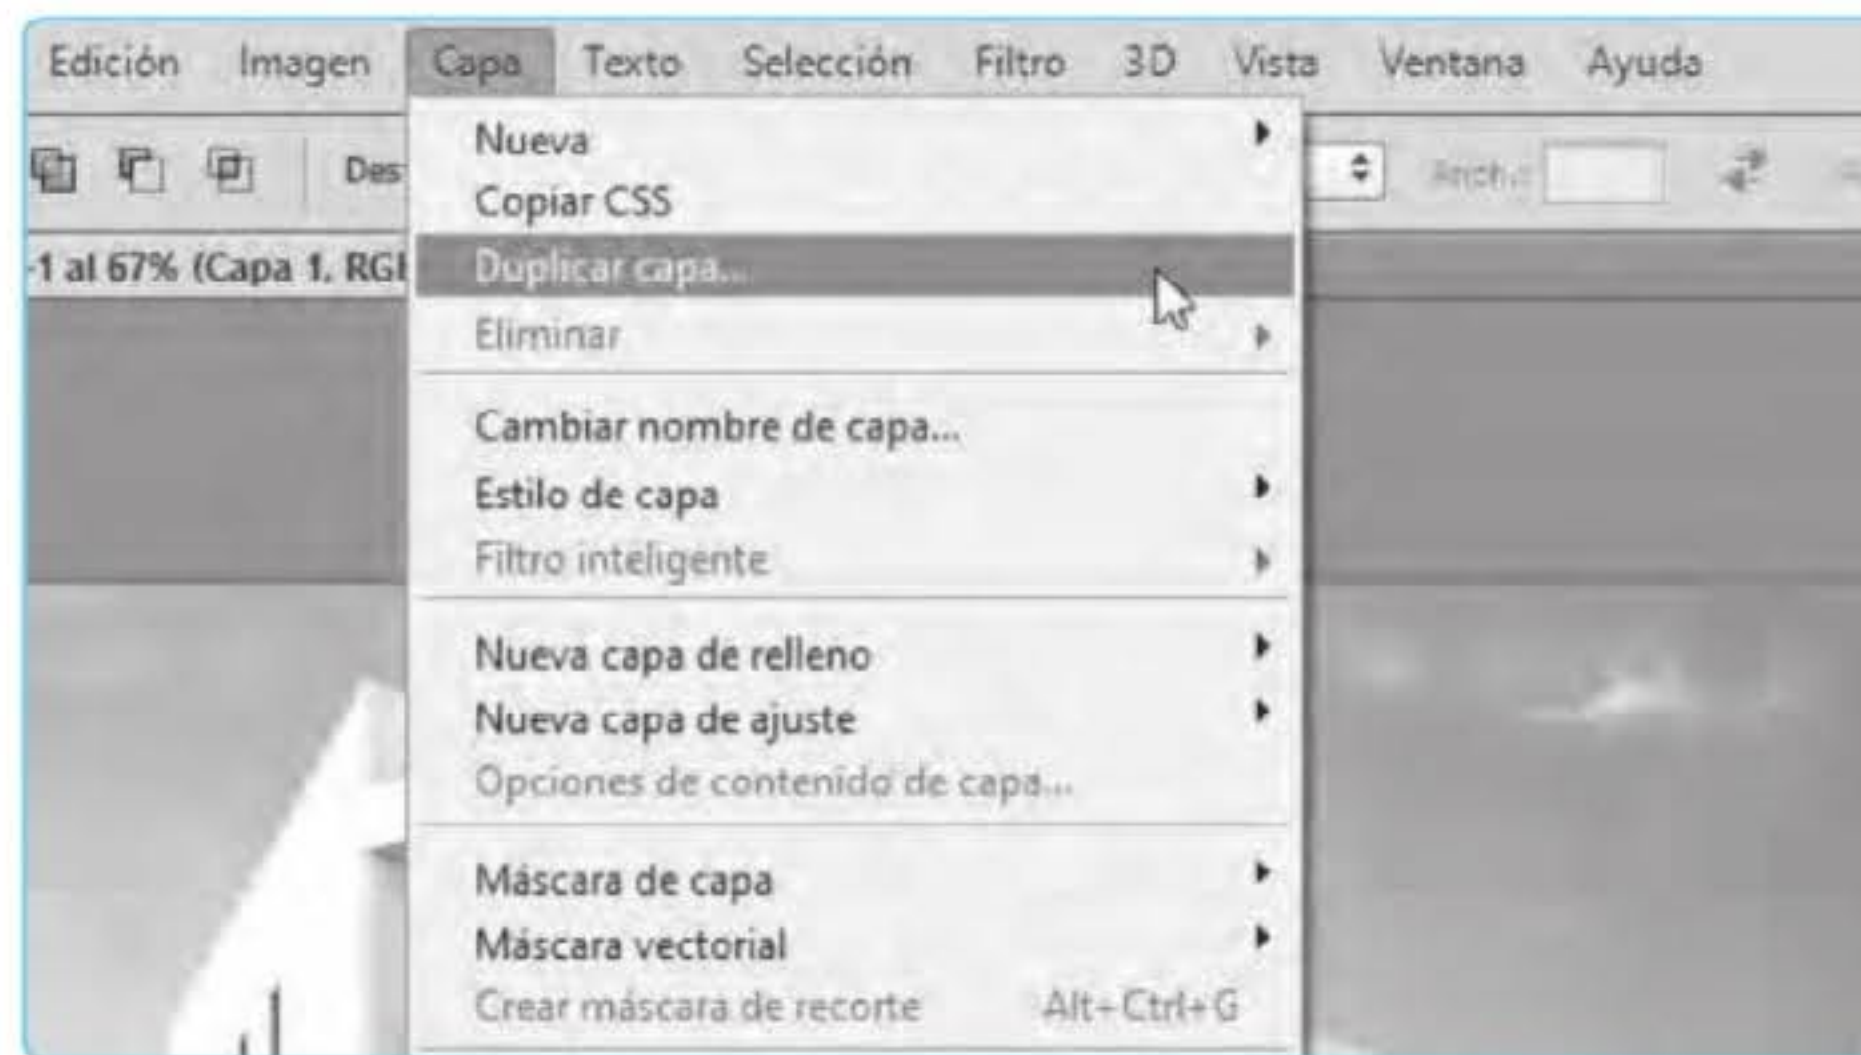 Edición Imagen Capa Texto Selección Filtro 3D Vista Ventana Ayuda
Des Anch.:
-1 al 67% (Capa 1, RGB
Nueva
Copiar CSS
Duplicar capa...
Eliminar
Cambiar nombre de capa...
Estilo de capa
Filtro inteligente
Nueva capa de relleno
Nueva capa de ajuste
Opciones de contenido de capa...
Máscara de capa
Máscara vectorial
Crear máscara de recorte Alt+Ctrl+G